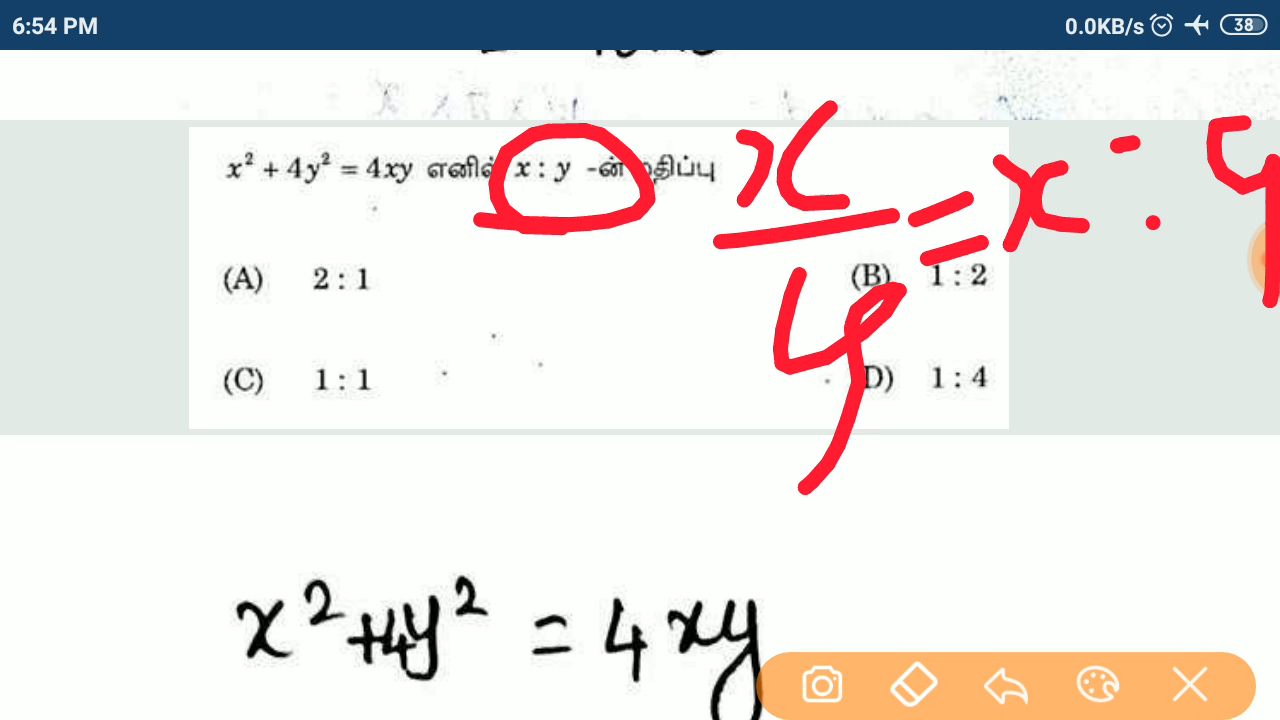 6:54 PM 0.0KB/s 38
x² + 4y² = 4xy எனில் x : y -ன் மதிப்பு
x/y = x : y
(A) 2 : 1 (B) 1 : 2
(C) 1 : 1 (D) 1 : 4
x² + 4y² = 4xy